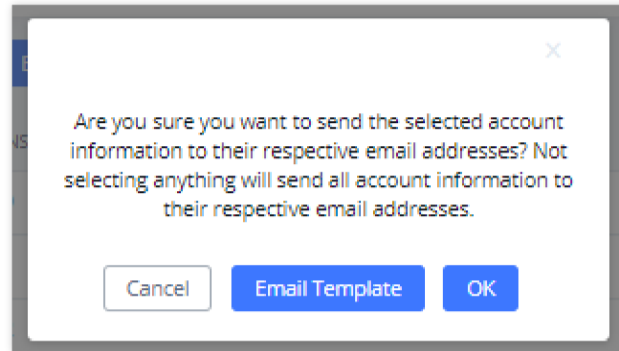 Are you sure you want to send the selected account
information to their respective email addresses? Not
selecting anything will send all account information to
their respective email addresses.
Cancel Email Template OK